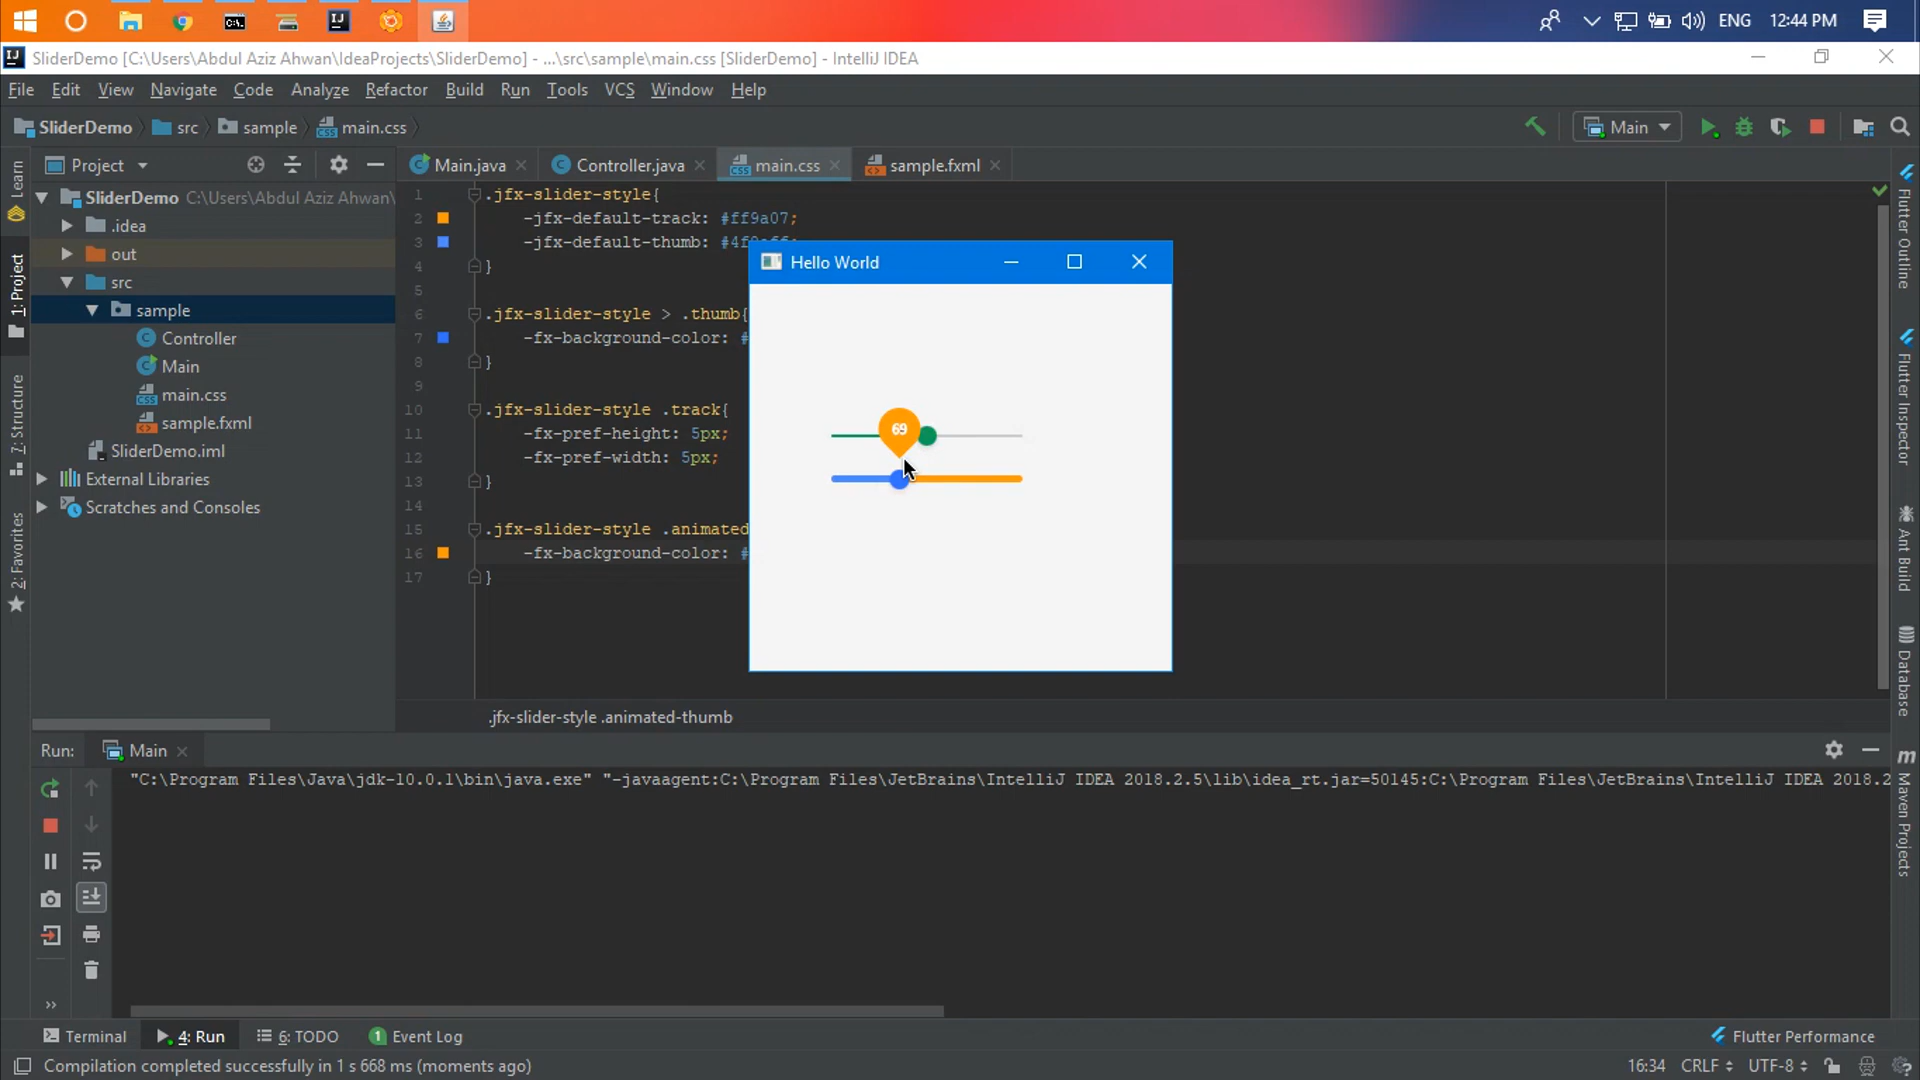 ENG
12:44 PM
SliderDemo [C:\Users\Abdul Aziz Ahwan\IdeaProjects\SliderDemo] - ...\src\sample\main.css [SliderDemo] - IntelliJ IDEA
File Edit View Navigate Code Analyze Refactor Build Run Tools VCS Window Help
SliderDemo src sample main.css
Main
Project
Main.java Controller.java main.css sample.fxml
SliderDemo C:\Users\Abdul Aziz Ahwan\
.idea
out
src
sample
Controller
Main
main.css
sample.fxml
SliderDemo.iml
External Libraries
Scratches and Consoles
Learn
1: Project
7: Structure
2: Favorites
1 .jfx-slider-style{
2 -jfx-default-track: #ff9a07;
3 -jfx-default-thumb:
4 }
5
6 .jfx-slider-style > .thumb{
7 -fx-background-color: #
8 }
9
10 .jfx-slider-style .track{
11 -fx-pref-height: 5px;
12 -fx-pref-width: 5px;
13 }
14
15 .jfx-slider-style .animated
16 -fx-background-color: #
17 }
Hello World
69
.jfx-slider-style .animated-thumb
Flutter Outline
Flutter Inspector
Ant Build
Database
Maven Projects
Run: Main
"C:\Program Files\Java\jdk-10.0.1\bin\java.exe" "-javaagent:C:\Program Files\JetBrains\IntelliJ IDEA 2018.2.5\lib\idea_rt.jar=50145:C:\Program Files\JetBrains\IntelliJ IDEA 2018.2
Terminal 4: Run 6: TODO 1 Event Log Flutter Performance
Compilation completed successfully in 1 s 668 ms (moments ago) 16:34 CRLF UTF-8